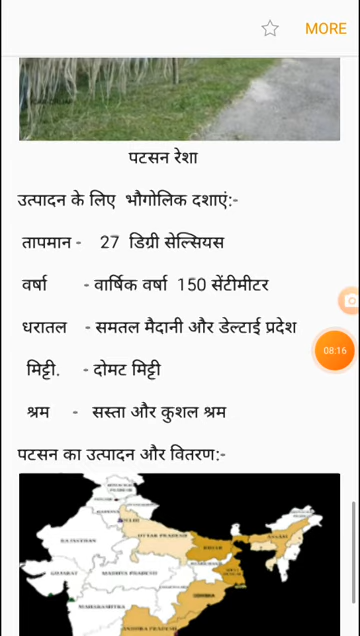 MORE
पटसन रेशा
उत्पादन के लिए भौगोलिक दशाएं:-
तापमान - 27 डिग्री सेल्सियस
वर्षा - वार्षिक वर्षा 150 सेंटीमीटर
धरातल - समतल मैदानी और डेल्टाई प्रदेश
08:16
मिट्टी. - दोमट मिट्टी
श्रम - सस्ता और कुशल श्रम
पटसन का उत्पादन और वितरण:-
UTTAR PRADESH
RAJASTHAN
BIHAR
GUJARAT
MADHYA PRADESH
MAHARASHTRA
ANDHRA PRADESH